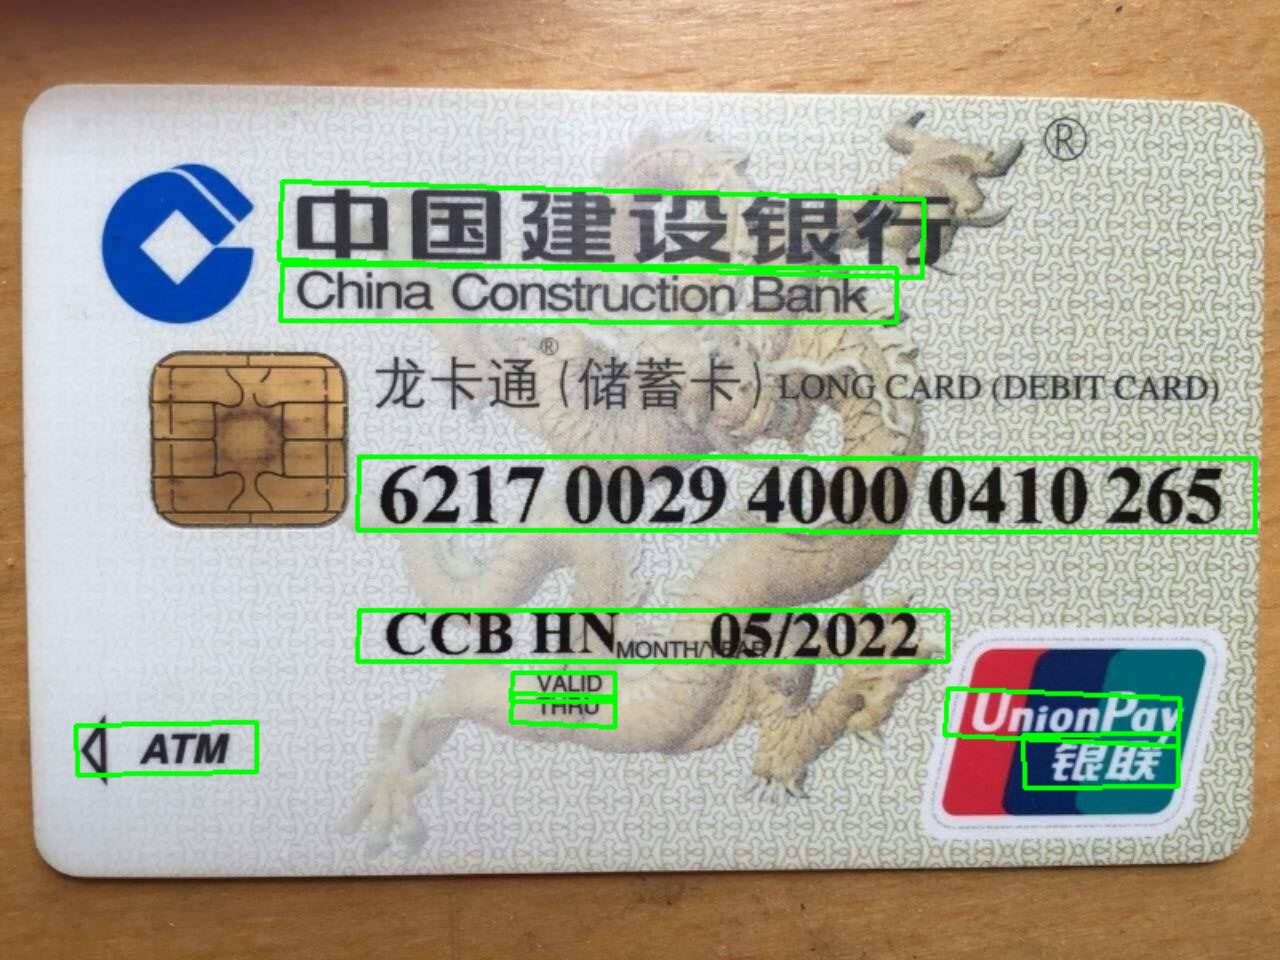 ®
中国建设银行
China Construction Bank
龙卡通®(储蓄卡) LONG CARD (DEBIT CARD)
6217 0029 4000 0410 265
CCB HN MONTH/YEAR 05/2022
VALID
THRU
ATM
UnionPay
银联